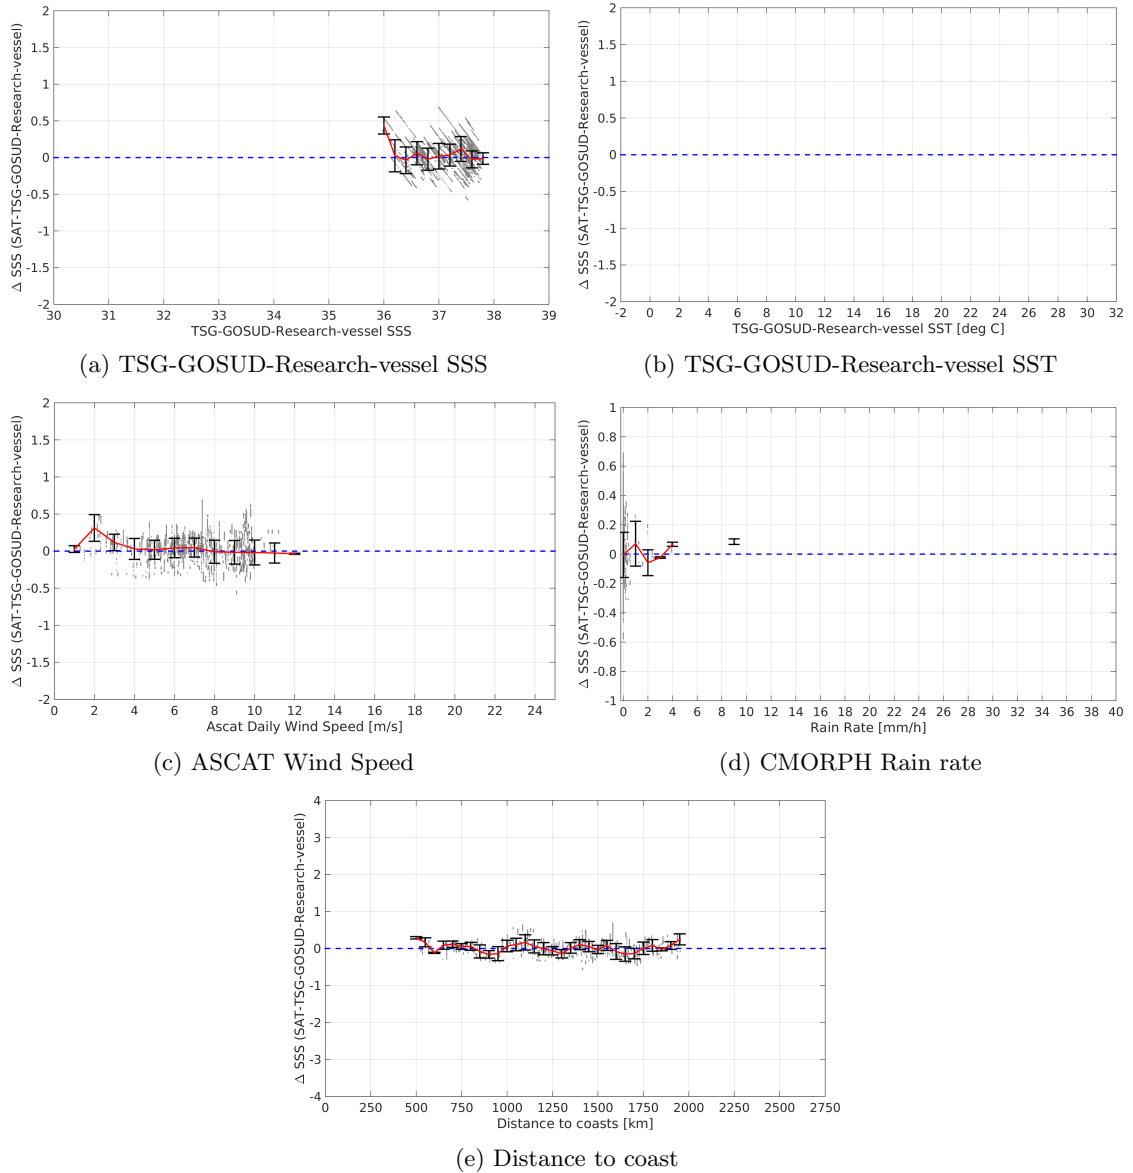 2
1.5
1
0.5
0
-0.5
-1
-1.5
-2
Δ SSS (SAT-TSG-GOSUD-Research-vessel)
30 31 32 33 34 35 36 37 38 39
TSG-GOSUD-Research-vessel SSS
(a) TSG-GOSUD-Research-vessel SSS
2
1.5
1
0.5
0
-0.5
-1
-1.5
-2
Δ SSS (SAT-TSG-GOSUD-Research-vessel)
-2 0 2 4 6 8 10 12 14 16 18 20 22 24 26 28 30 32
TSG-GOSUD-Research-vessel SST [deg C]
(b) TSG-GOSUD-Research-vessel SST
2
1.5
1
0.5
0
-0.5
-1
-1.5
-2
Δ SSS (SAT-TSG-GOSUD-Research-vessel)
0 2 4 6 8 10 12 14 16 18 20 22 24
Ascat Daily Wind Speed [m/s]
(c) ASCAT Wind Speed
1
0.8
0.6
0.4
0.2
0
-0.2
-0.4
-0.6
-0.8
-1
Δ SSS (SAT-TSG-GOSUD-Research-vessel)
0 2 4 6 8 10 12 14 16 18 20 22 24 26 28 30 32 34 36 38 40
Rain Rate [mm/h]
(d) CMORPH Rain rate
4
3
2
1
0
-1
-2
-3
-4
Δ SSS (SAT-TSG-GOSUD-Research-vessel)
0 250 500 750 1000 1250 1500 1750 2000 2250 2500 2750
Distance to coasts [km]
(e) Distance to coast